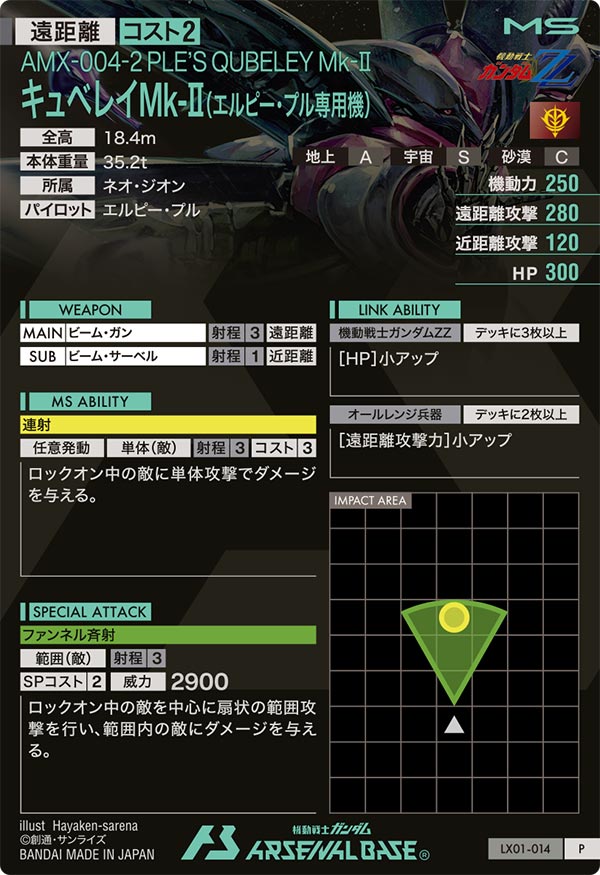 遠距離 コスト2
MS
AMX-004-2 PLE'S QUBELEY Mk-Ⅱ
キュベレイMk-Ⅱ(エルピー・プル専用機)
機動戦士ガンダムZZ
全高 18.4m
本体重量 35.2t
所属 ネオ・ジオン
パイロット エルピー・プル
地上 A 宇宙 S 砂漠 C
機動力 250
遠距離攻撃 280
近距離攻撃 120
HP 300
WEAPON
MAIN ビーム・ガン 射程 3 遠距離
SUB ビーム・サーベル 射程 1 近距離
MS ABILITY
連射
任意発動 単体(敵) 射程 3 コスト 3
ロックオン中の敵に単体攻撃でダメージ
を与える。
SPECIAL ATTACK
ファンネル斉射
範囲(敵) 射程 3
SPコスト 2 威力 2900
ロックオン中の敵を中心に扇状の範囲攻
撃を行い、範囲内の敵にダメージを与え
る。
LINK ABILITY
機動戦士ガンダムZZ デッキに3枚以上
[HP]小アップ
オールレンジ兵器 デッキに2枚以上
[遠距離攻撃力]小アップ
IMPACT AREA
illust Hayaken-sarena
©創通・サンライズ
BANDAI MADE IN JAPAN
機動戦士ガンダム
AB ARSENAL BASE®
LX01-014 P